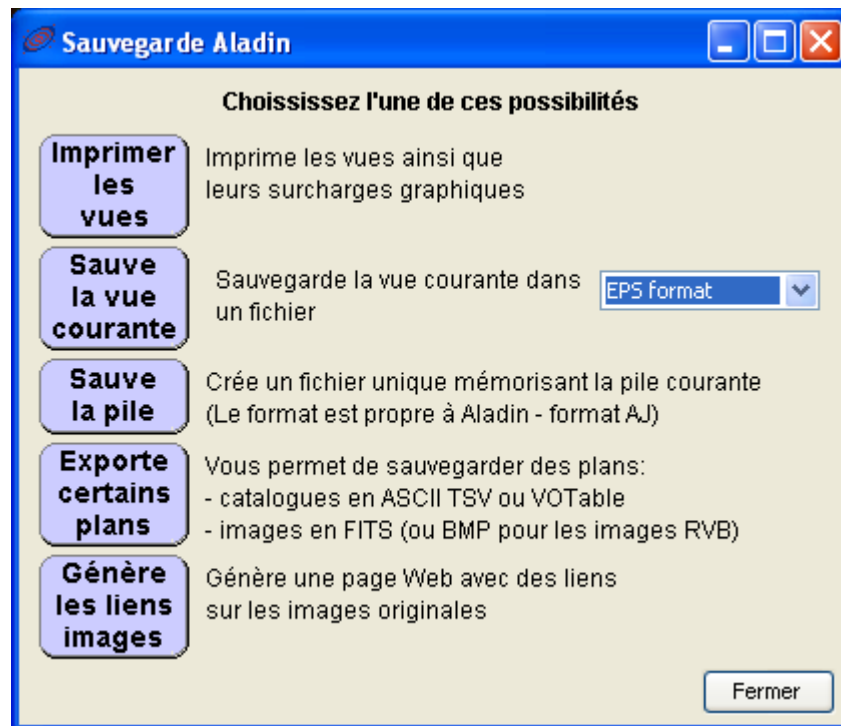 Sauvegarde Aladin
Choississez l'une de ces possibilités
Imprimer
les
vues
Imprime les vues ainsi que
leurs surcharges graphiques
Sauve
la vue
courante
Sauvegarde la vue courante dans
un fichier
EPS format
Sauve
la pile
Crée un fichier unique mémorisant la pile courante
(Le format est propre à Aladin - format AJ)
Exporte
certains
plans
Vous permet de sauvegarder des plans:
- catalogues en ASCII TSV ou VOTable
- images en FITS (ou BMP pour les images RVB)
Génère
les liens
images
Génère une page Web avec des liens
sur les images originales
Fermer